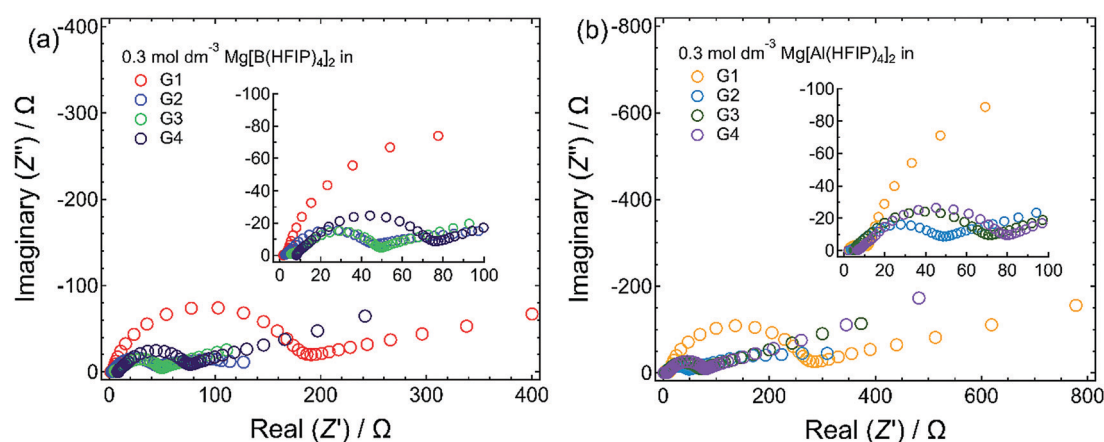 (a)
0.3 mol dm⁻³ Mg[B(HFIP)₄]₂ in
G1
G2
G3
G4
-400
-300
-200
-100
0
Imaginary (Z'') / Ω
0
100
200
300
400
Real (Z') / Ω
-100
-80
-60
-40
-20
0
0
20
40
60
80
100
(b)
0.3 mol dm⁻³ Mg[Al(HFIP)₄]₂ in
G1
G2
G3
G4
-800
-600
-400
-200
0
Imaginary (Z'') / Ω
0
200
400
600
800
Real (Z') / Ω
-100
-80
-60
-40
-20
0
0
20
40
60
80
100